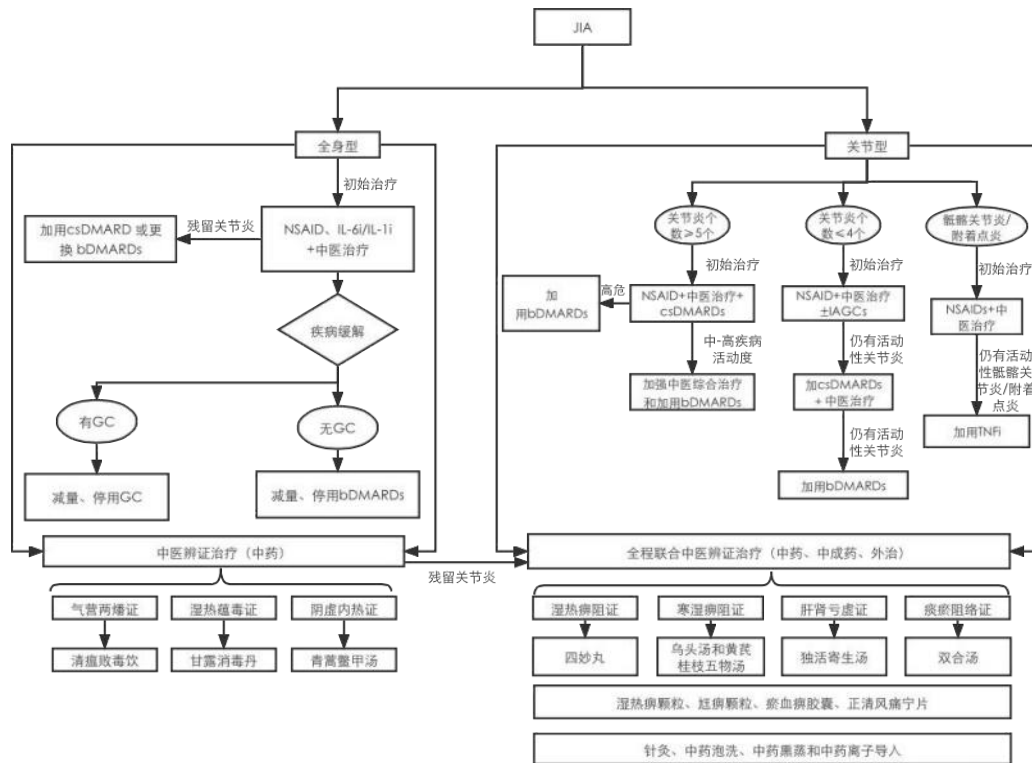 JIA
全身型
初始治疗
NSAID、IL-6i/IL-1i
+中医治疗
残留关节炎
加用csDMARD 或更
换 bDMARDs
疾病缓解
有GC
无GC
减量、停用GC
减量、停用bDMARDs
中医辨证治疗（中药）
气营两燔证
湿热蕴毒证
阴虚内热证
清瘟败毒饮
甘露消毒丹
青蒿鳖甲汤
残留关节炎
关节型
关节炎个
数≥5个
关节炎个
数≤4个
骶髂关节炎/
附着点炎
初始治疗
初始治疗
初始治疗
加
用bDMARDs
高危
NSAID+中医治疗+
csDMARDs
NSAID+中医治疗
±IAGCs
NSAIDs+中
医治疗
中-高疾病
活动度
仍有活动
性关节炎
仍有活动
性骶髂关
节炎/附着
点炎
加强中医综合治疗
和加用bDMARDs
加csDMARDs
+中医治疗
加用TNFi
仍有活动
性关节炎
加用bDMARDs
全程联合中医辨证治疗（中药、中成药、外治）
湿热痹阻证
寒湿痹阻证
肝肾亏虚证
痰瘀阻络证
四妙丸
乌头汤和黄芪
桂枝五物汤
独活寄生汤
双合汤
湿热痹颗粒、尪痹颗粒、瘀血痹胶囊、正清风痛宁片
针灸、中药泡洗、中药熏蒸和中药离子导入